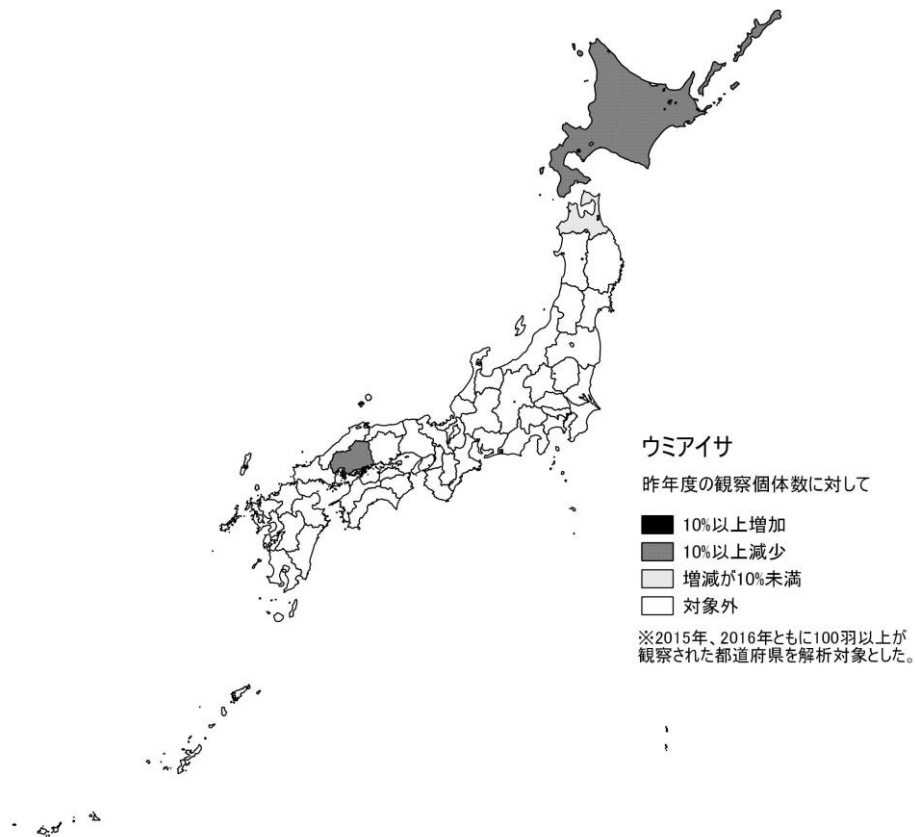 ウミアイサ
昨年度の観察個体数に対して
10%以上増加
10%以上減少
増減が10%未満
対象外
※2015年、2016年ともに100羽以上が
観察された都道府県を解析対象とした。